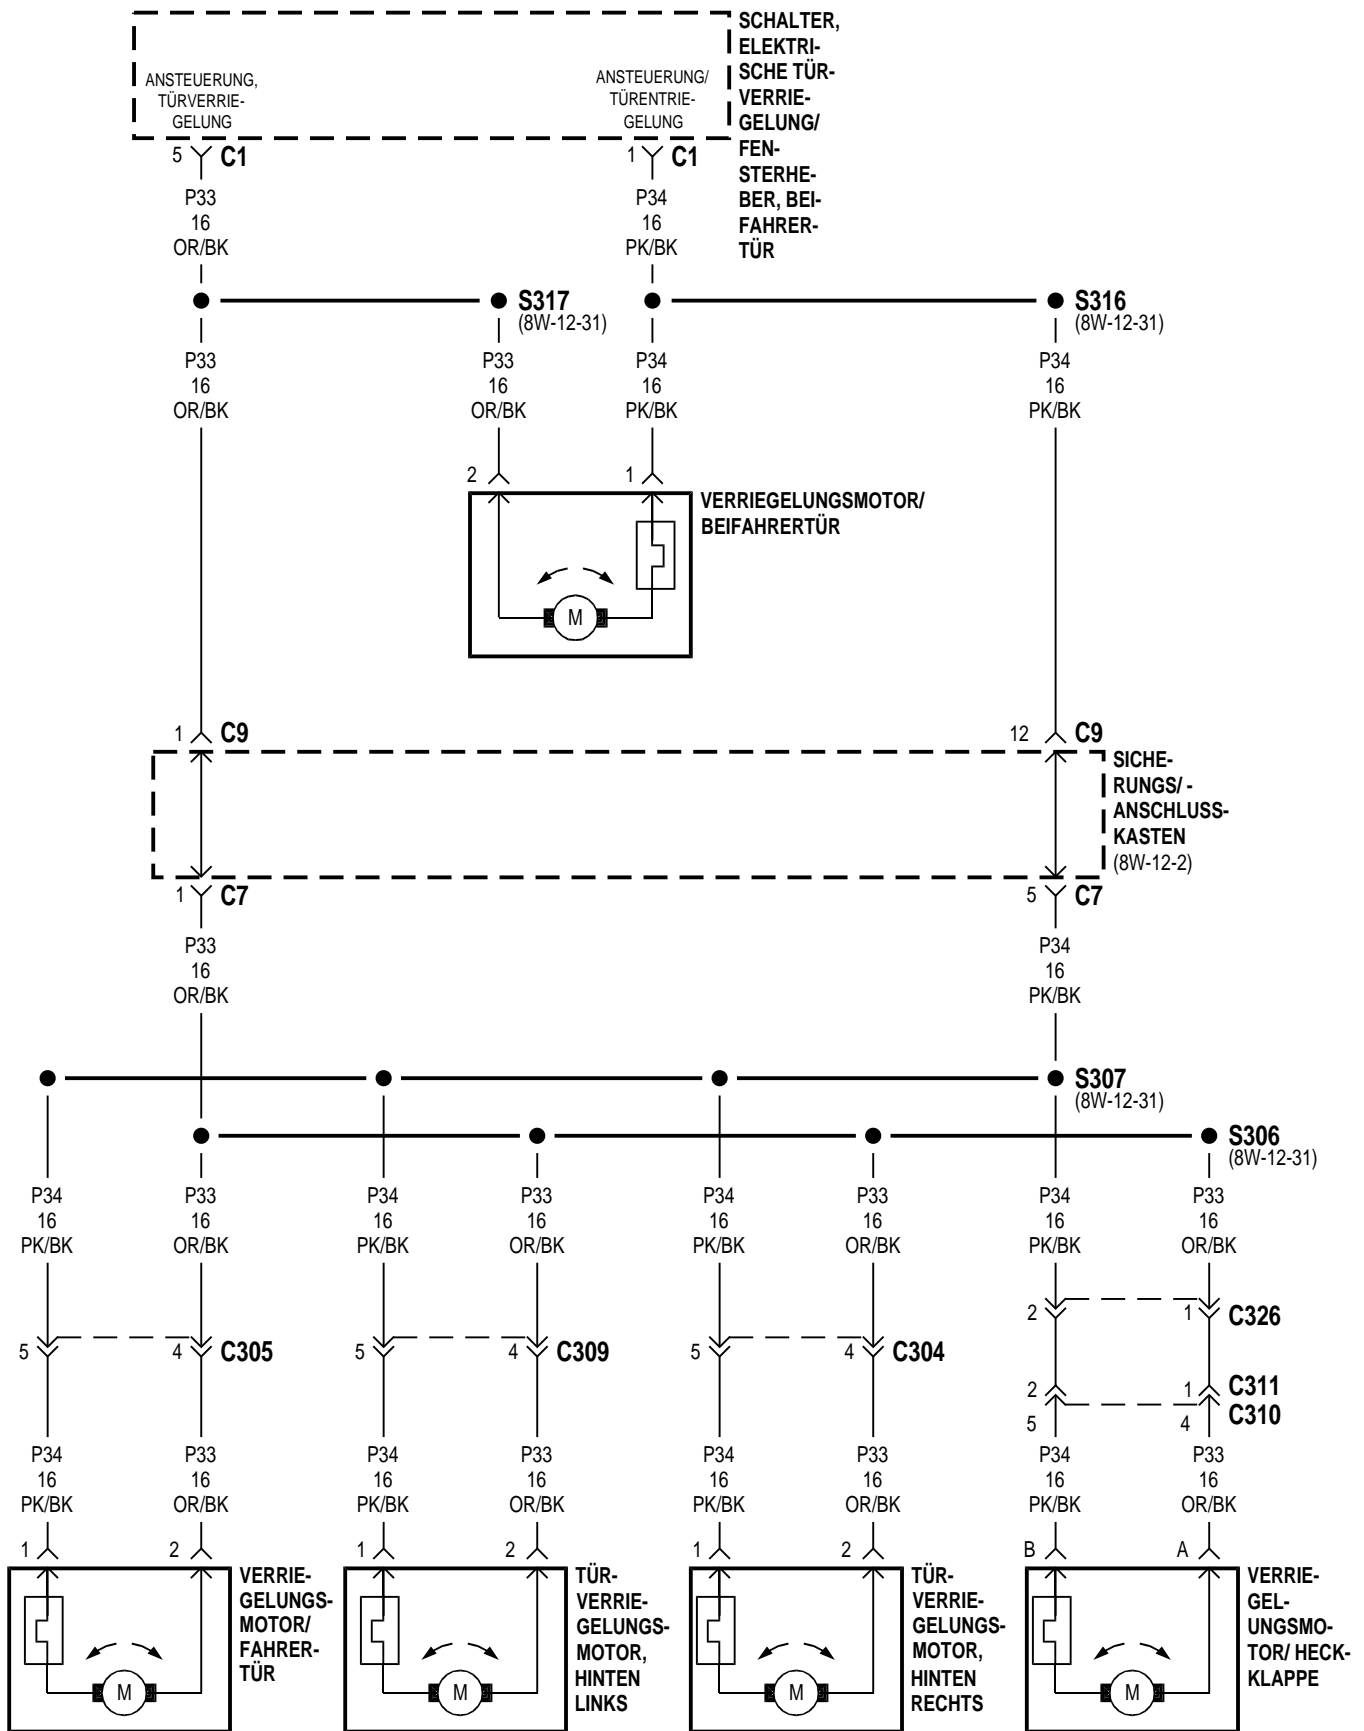 SCHALTER,
ELEKTRI-
SCHE TÜR-
VERRIE-
GELUNG/
FEN-
STERHE-
BER, BEI-
FAHRER-
TÜR
ANSTEUERUNG,
TÜRVERRIE-
GELUNG
ANSTEUERUNG/
TÜRENTRIE-
GELUNG
5 C1
1 C1
P33
16
OR/BK
P34
16
PK/BK
S317
(8W-12-31)
S316
(8W-12-31)
P33
16
OR/BK
P33
16
OR/BK
P34
16
PK/BK
P34
16
PK/BK
2
1
VERRIEGELUNGSMOTOR/
BEIFAHRERTÜR
M
1 C9
12 C9
SICHE-
RUNGS/ -
ANSCHLUSS-
KASTEN
(8W-12-2)
1 C7
5 C7
P33
16
OR/BK
P34
16
PK/BK
S307
(8W-12-31)
S306
(8W-12-31)
P34
16
PK/BK
P33
16
OR/BK
P34
16
PK/BK
P33
16
OR/BK
P34
16
PK/BK
P33
16
OR/BK
P34
16
PK/BK
P33
16
OR/BK
5 4 C305
5 4 C309
5 4 C304
2 1 C326
2 1 C311
5 4 C310
P34
16
PK/BK
P33
16
OR/BK
P34
16
PK/BK
P33
16
OR/BK
P34
16
PK/BK
P33
16
OR/BK
P34
16
PK/BK
P33
16
OR/BK
1 2
VERRIE-
GELUNGS-
MOTOR/
FAHRER-
TÜR
M
1 2
TÜR-
VERRIE-
GELUNGS-
MOTOR,
HINTEN
LINKS
M
1 2
TÜR-
VERRIE-
GELUNGS-
MOTOR,
HINTEN
RECHTS
M
B A
VERRIE-
GEL-
UNGSMO-
TOR/ HECK-
KLAPPE
M